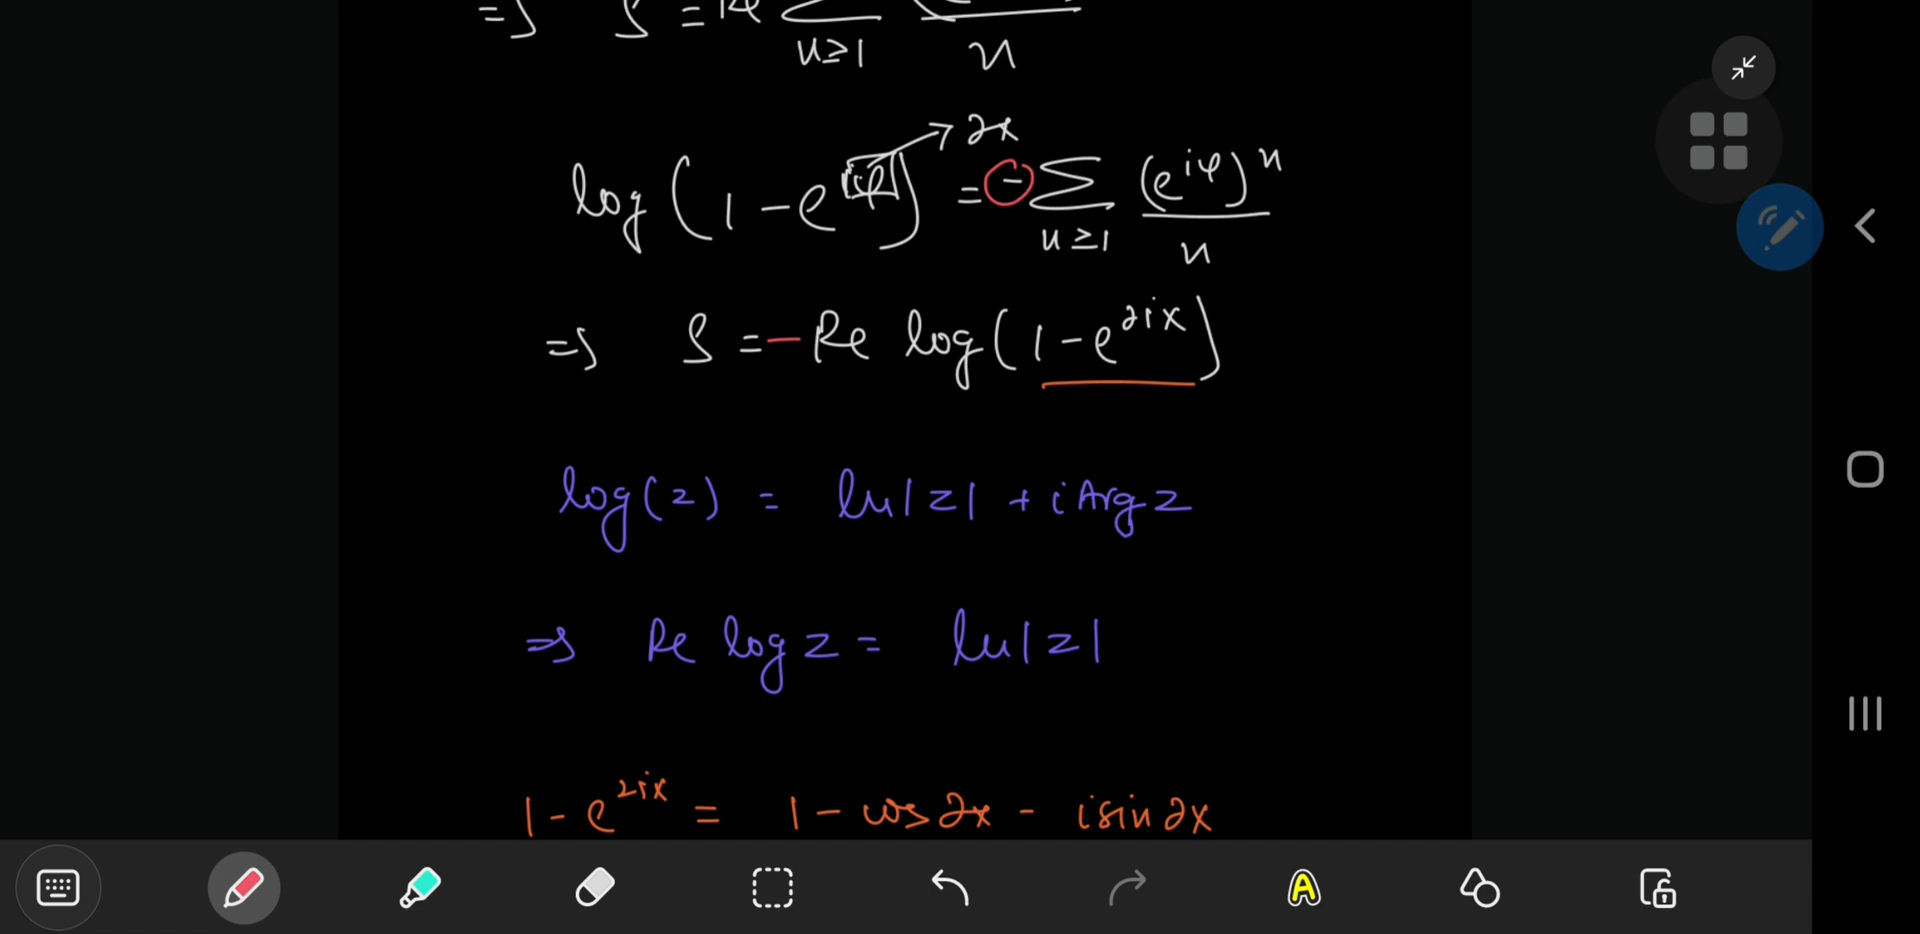 => S = Re Σ
n≥1 n
→ 2x
log(1-e^{iφ}) = - Σ (e^{iφ})^n
n≥1 n
=> S = - Re log(1-e^{2ix})
log(z) = ln|z| + i Arg z
=> Re log z = ln|z|
1-e^{2ix} = 1 - cos 2x - i sin 2x
A